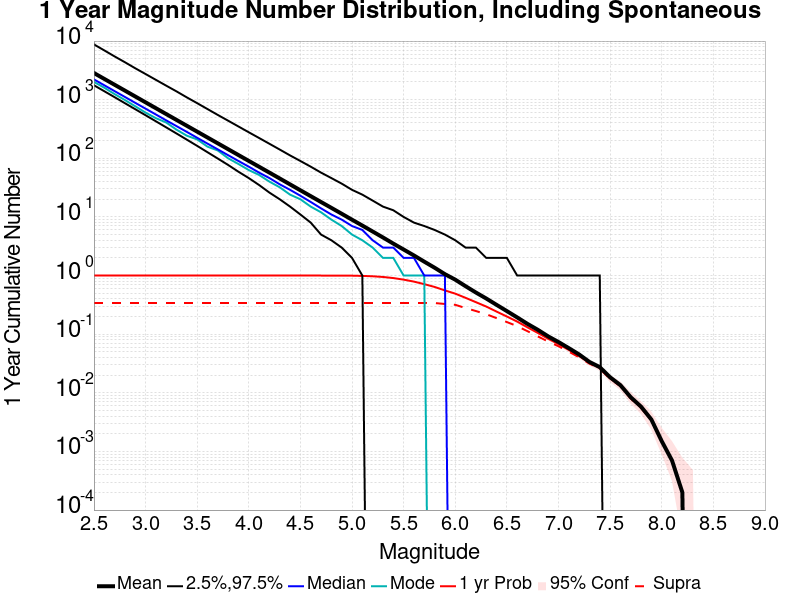 1 Year Magnitude Number Distribution, Including Spontaneous
1 Year Cumulative Number
10^4
10^3
10^2
10^1
10^0
10^-1
10^-2
10^-3
10^-4
2.5 3.0 3.5 4.0 4.5 5.0 5.5 6.0 6.5 7.0 7.5 8.0 8.5 9.0
Magnitude
Mean 2.5%,97.5% Median Mode 1 yr Prob 95% Conf Supra